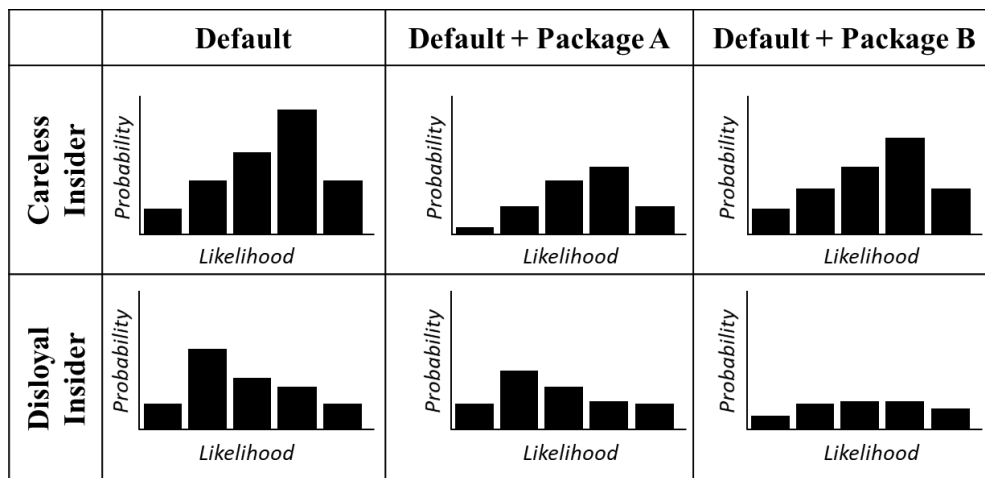 Default
Default + Package A
Default + Package B
Careless
Insider
Probability
Likelihood
Probability
Likelihood
Probability
Likelihood
Disloyal
Insider
Probability
Likelihood
Probability
Likelihood
Probability
Likelihood